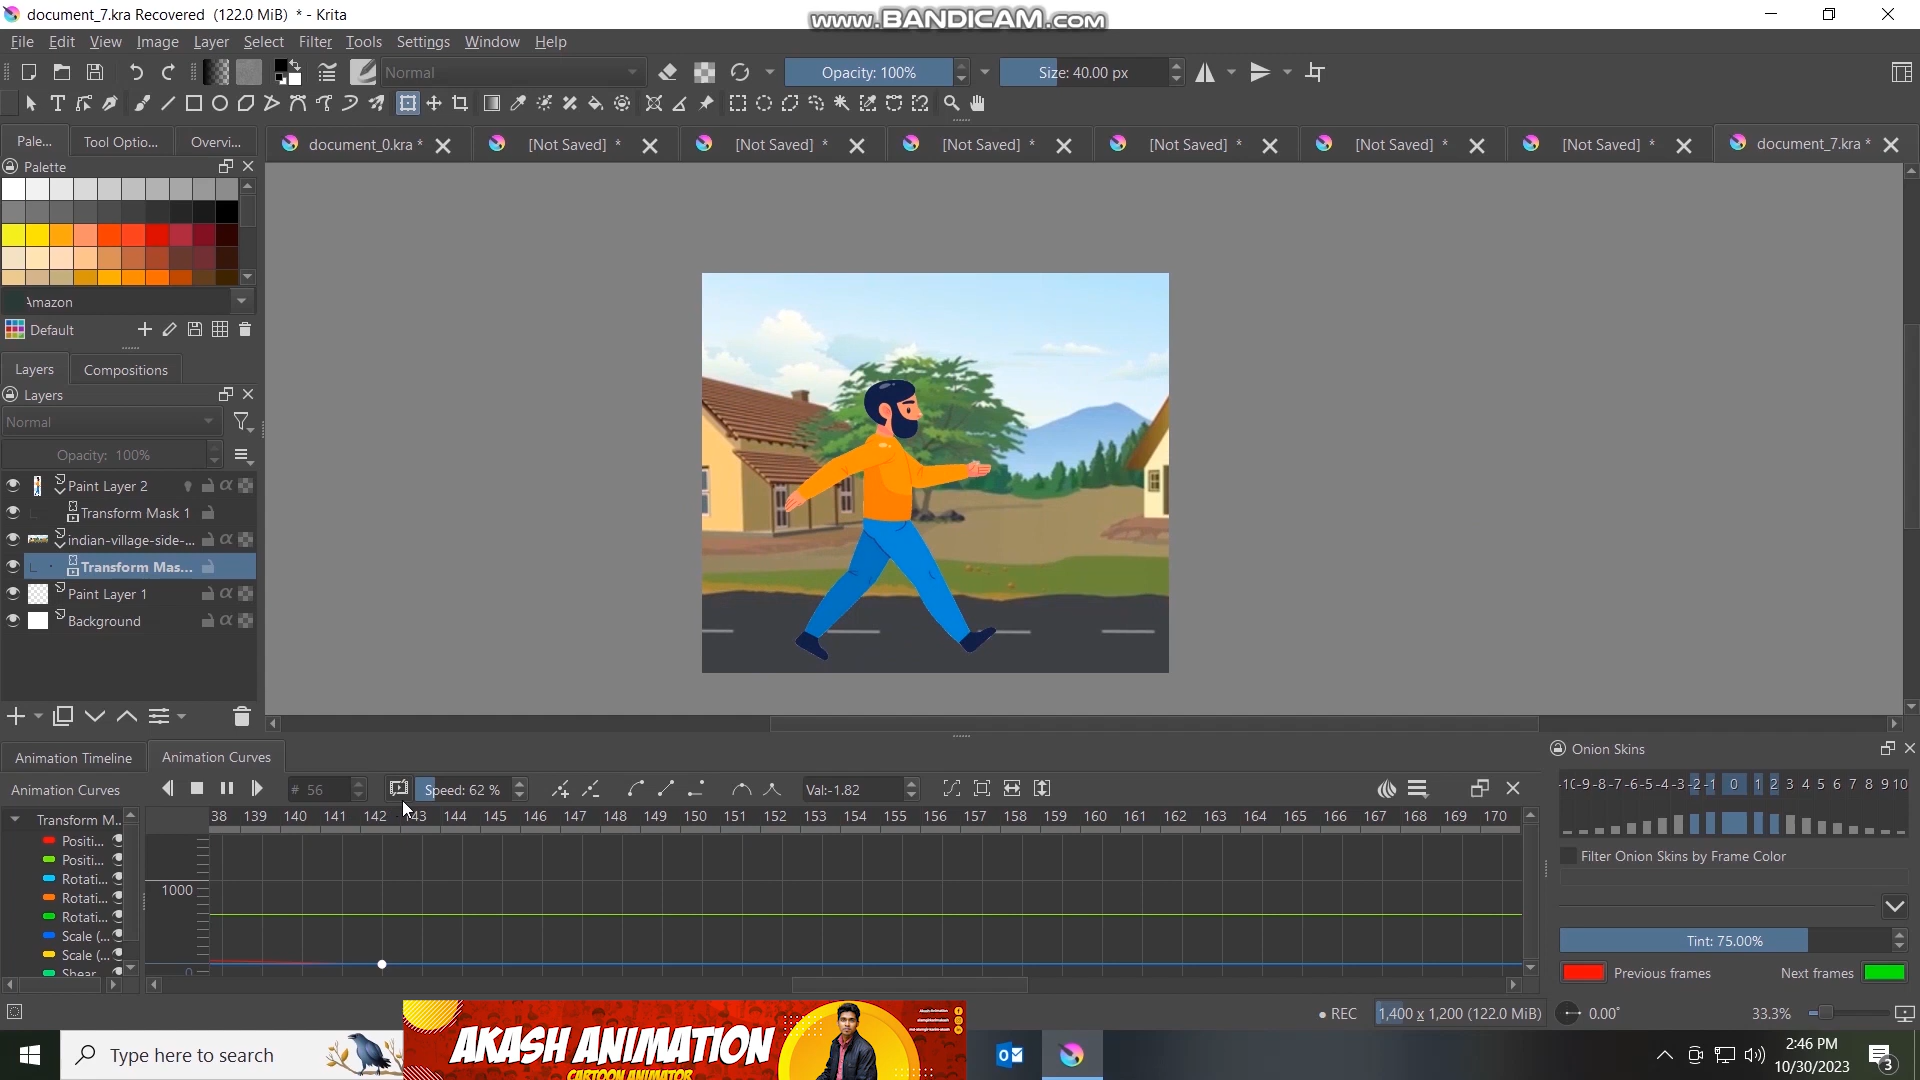 document_7.kra Recovered (122.0 MiB) * - Krita
www.BANDICAM.com
File Edit View Image Layer Select Filter Tools Settings Window Help
Normal
Opacity: 100%
Size: 40.00 px
Pale...
Tool Optio...
Overvi...
document_0.kra *
[Not Saved] *
[Not Saved] *
[Not Saved] *
[Not Saved] *
[Not Saved] *
[Not Saved] *
document_7.kra *
Palette
Amazon
Default
Layers
Compositions
Layers
Normal
Opacity: 100%
Paint Layer 2
Transform Mask 1
indian-village-side-...
Transform Mas...
Paint Layer 1
Background
Animation Timeline
Animation Curves
Animation Curves
# 56
Speed: 62 %
Val:-1.82
38 139 140 141 142 143 144 145 146 147 148 149 150 151 152 153 154 155 156 157 158 159 160 161 162 163 164 165 166 167 168 169 170
Transform M...
Positi...
Positi...
Rotati...
Rotati...
Rotati...
Scale (...
Scale (...
Shear
1000
0
Onion Skins
-10 -9 -8 -7 -6 -5 -4 -3 -2 -1 0 1 2 3 4 5 6 7 8 9 10
Filter Onion Skins by Frame Color
Tint: 75.00%
Previous frames
Next frames
REC
1,400 x 1,200 (122.0 MiB)
0.00°
33.3%
Type here to search
AKASH ANIMATION
CARTOON ANIMATOR
2:46 PM
10/30/2023
3